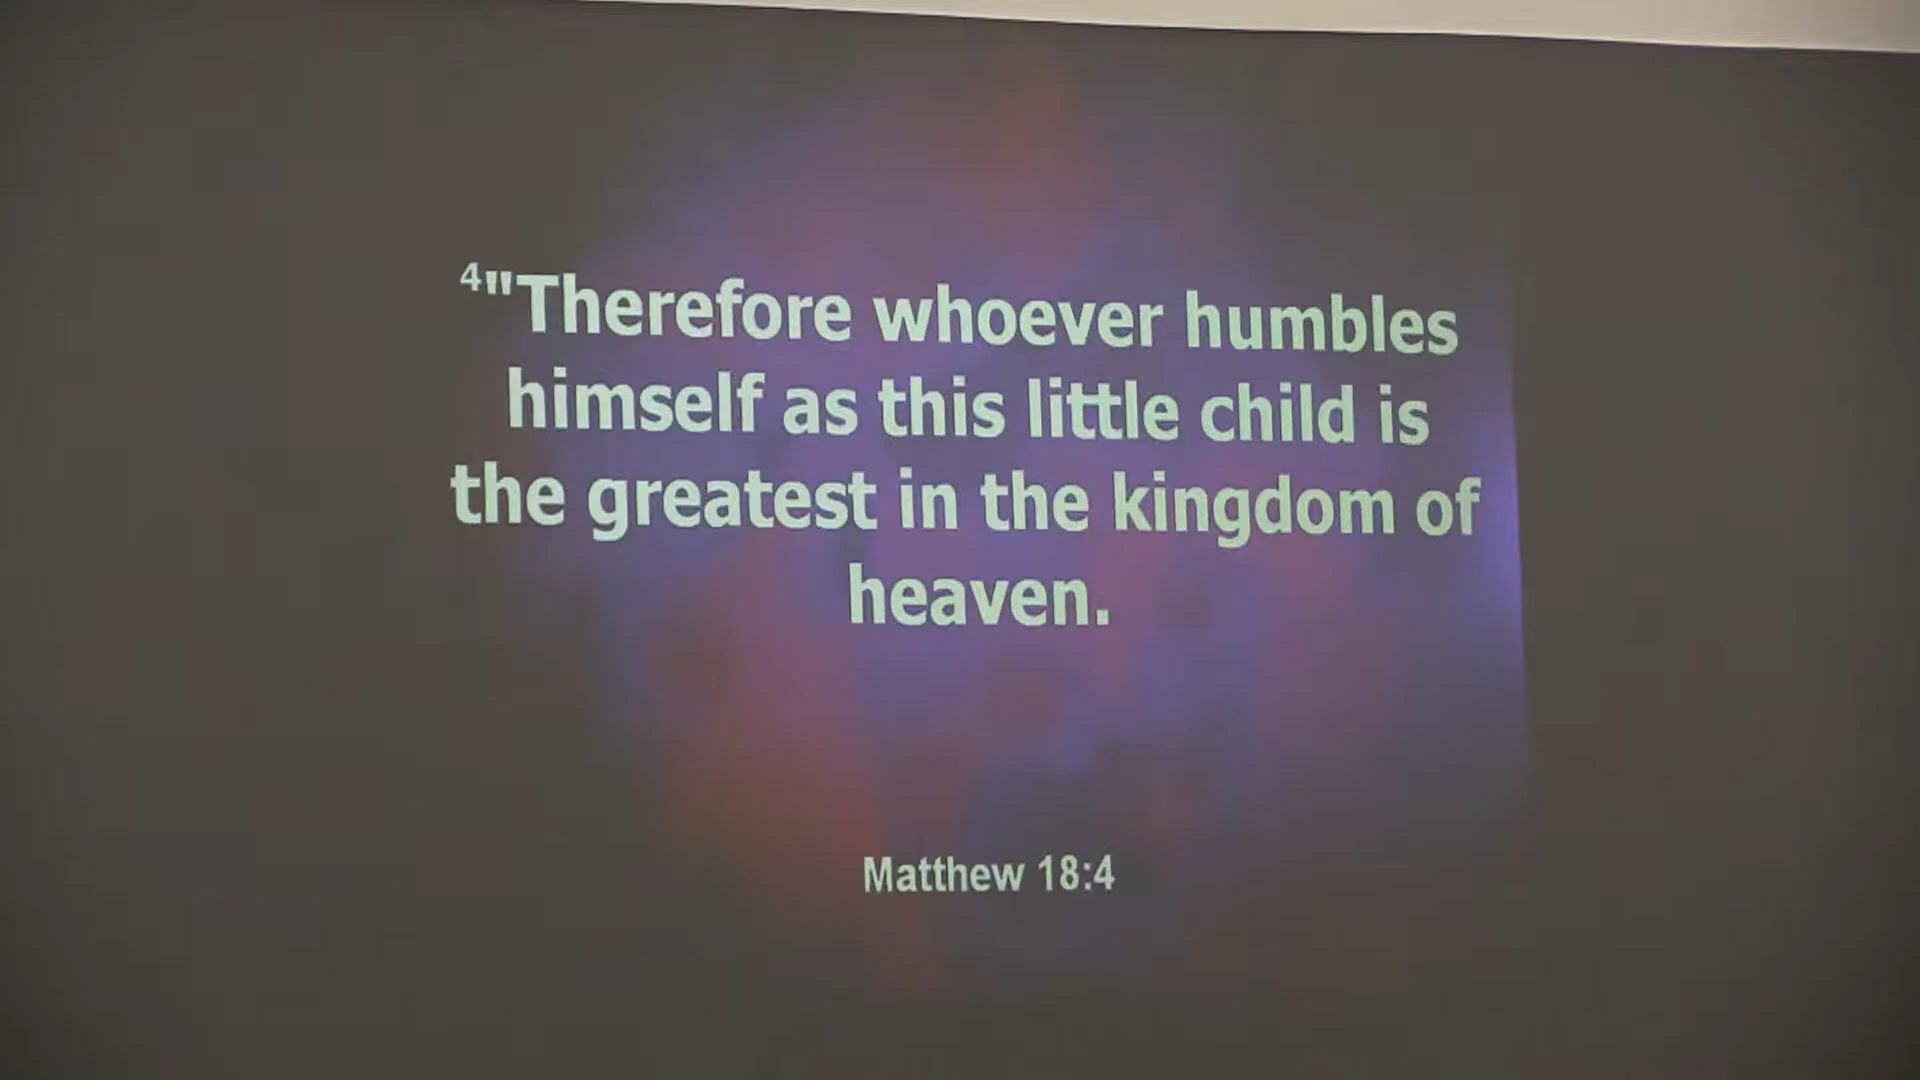 4"Therefore whoever humbles
himself as this little child is
the greatest in the kingdom of
heaven.
Matthew 18:4